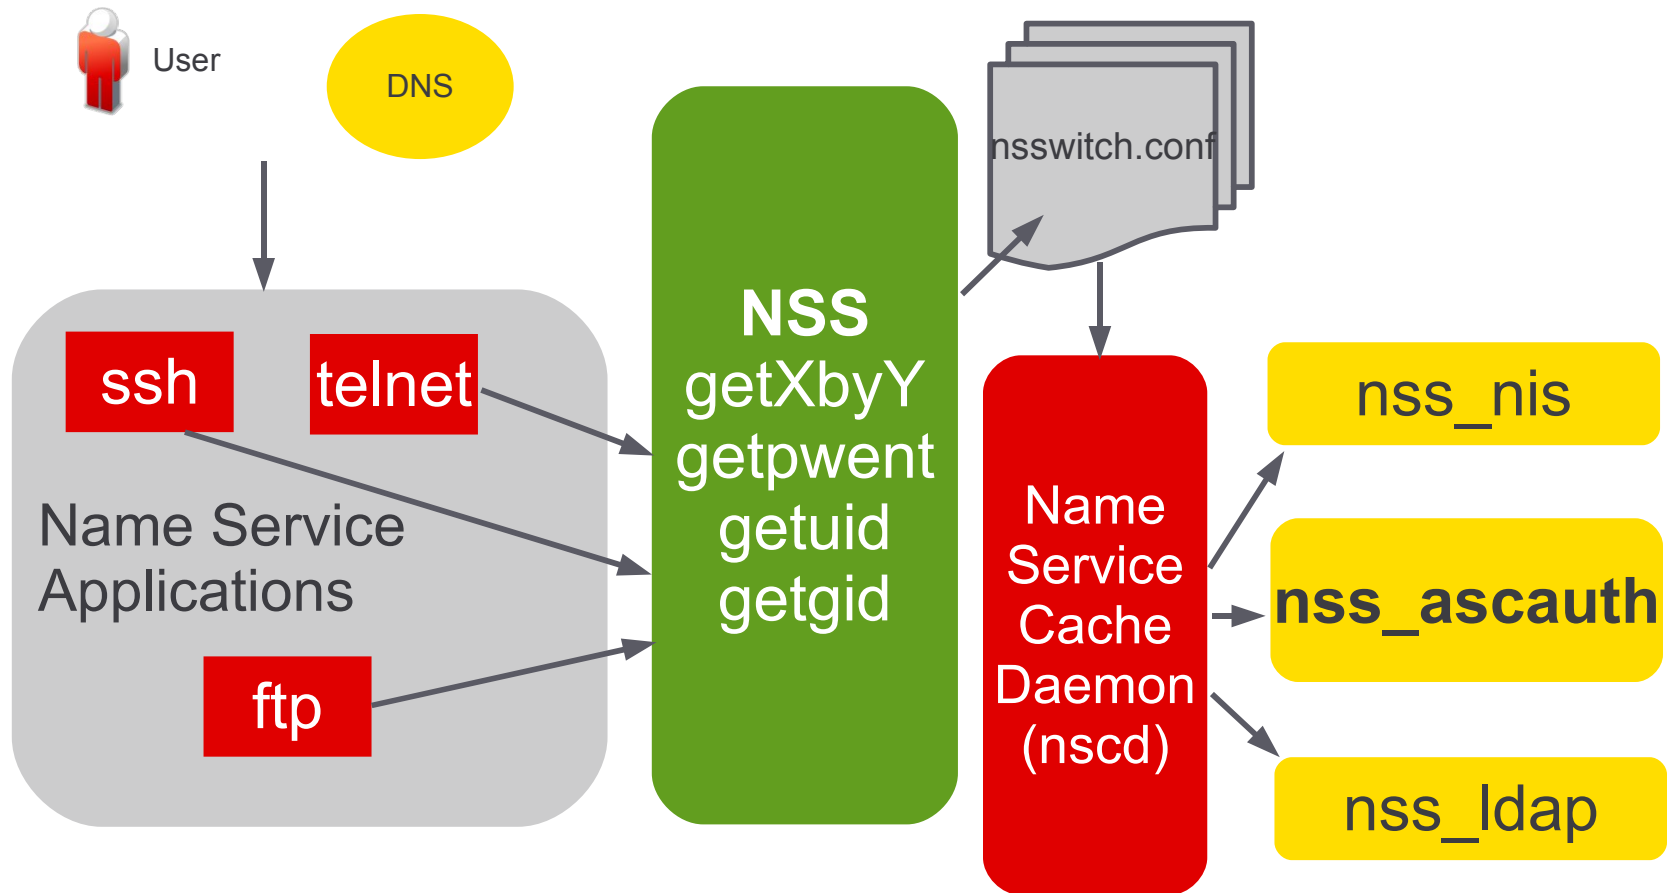 User
DNS
nsswitch.conf
ssh
telnet
Name Service
Applications
ftp
NSS
getXbyY
getpwent
getuid
getgid
Name
Service
Cache
Daemon
(nscd)
nss_nis
nss_ascauth
nss_ldap